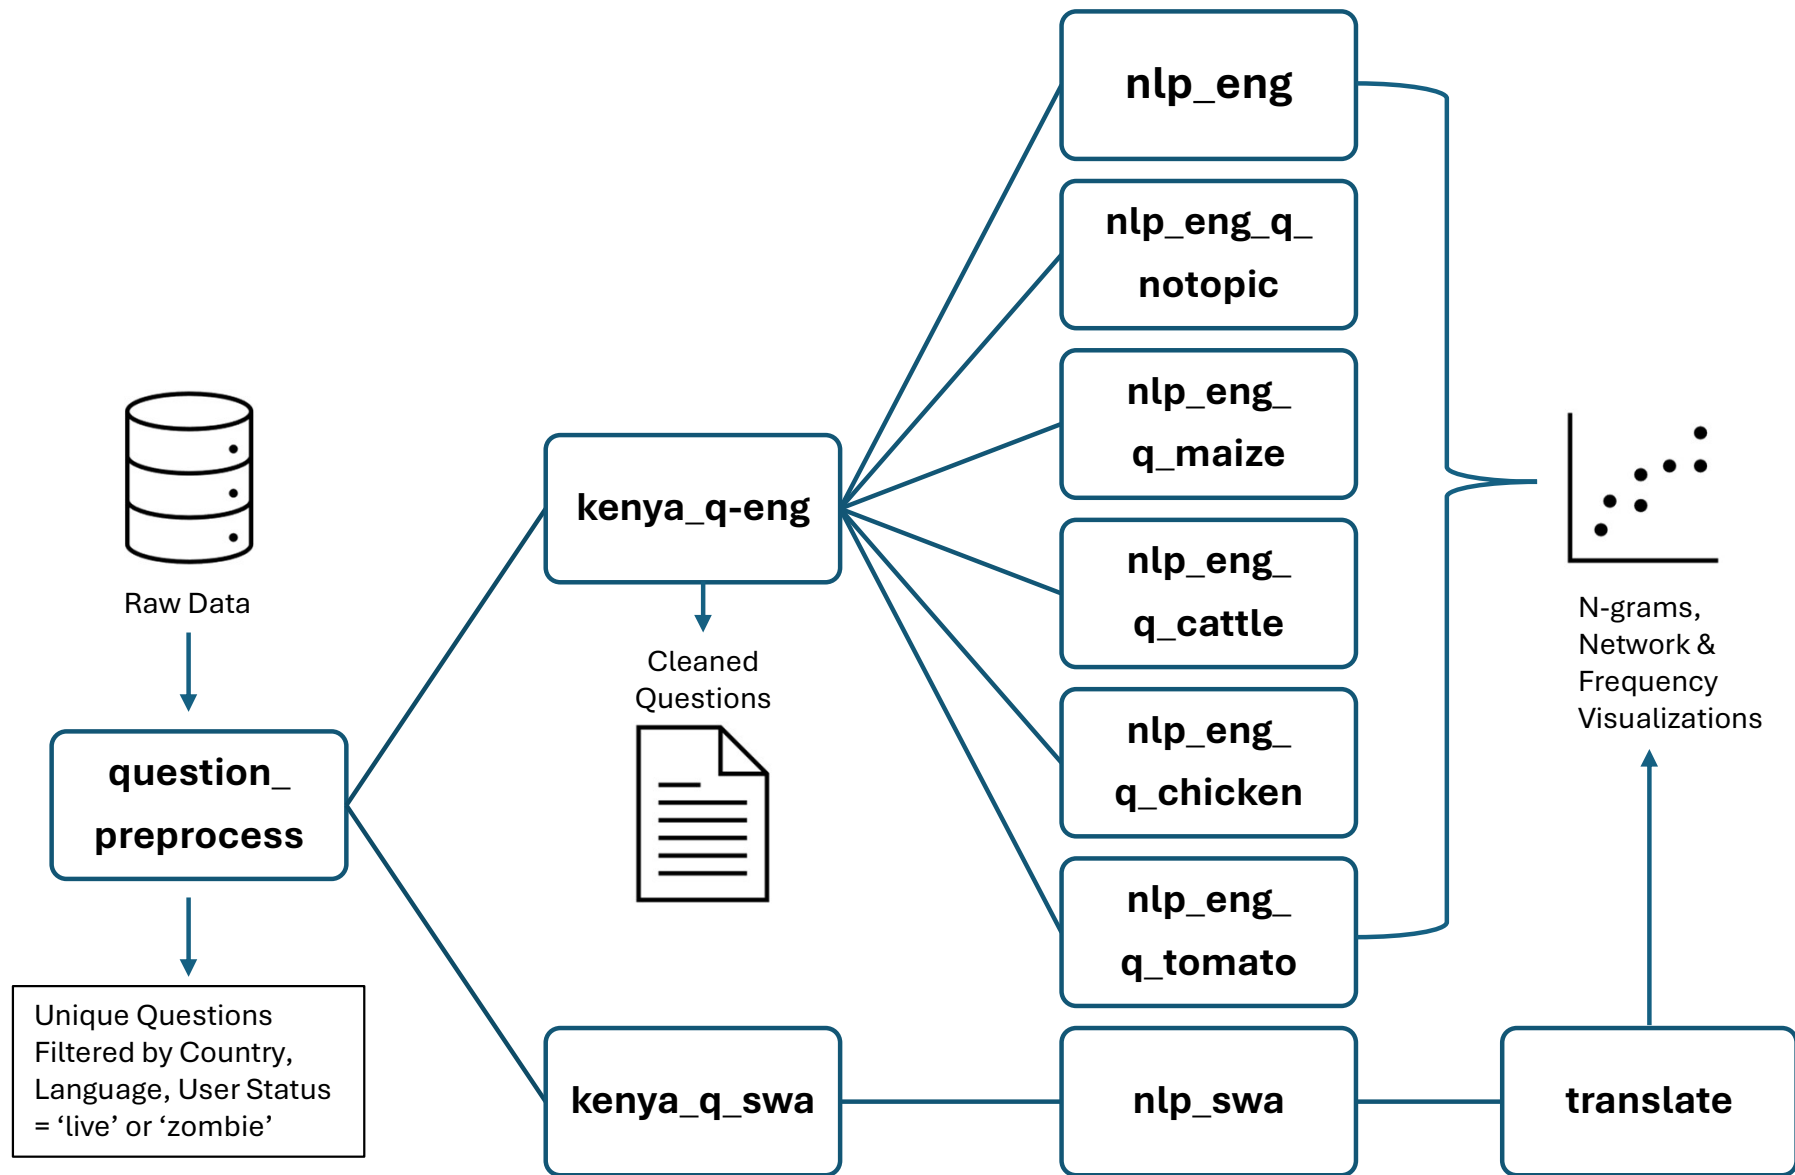 Raw Data
question_
preprocess
Unique Questions
Filtered by Country,
Language, User Status
= ‘live’ or ‘zombie’
kenya_q-eng
Cleaned
Questions
kenya_q_swa
nlp_eng
nlp_eng_q_
notopic
nlp_eng_
q_maize
nlp_eng_
q_cattle
nlp_eng_
q_chicken
nlp_eng_
q_tomato
nlp_swa
N-grams,
Network &
Frequency
Visualizations
translate